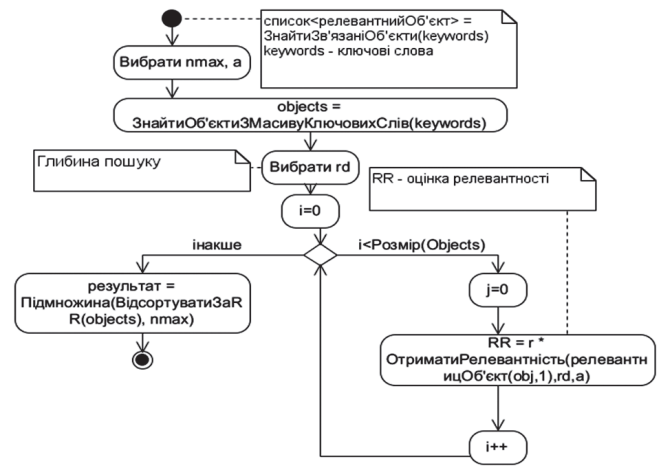 список<релевантнийОб'єкт> =
ЗнайтиЗв'язаніОб'єкти(keywords)
keywords - ключові слова
Вибрати nmax, a
objects =
ЗнайтиОб'єктиЗМасивуКлючовихСлів(keywords)
Глибина пошуку
Вибрати rd
RR - оцінка релевантності
i=0
інакше
i<Розмір(Objects)
результат =
Підмножина(ВідсортуватиЗаR
R(objects), nmax)
j=0
RR = r *
ОтриматиРелевантність(релевантн
ицОб'єкт(obj,1),rd,a)
i++